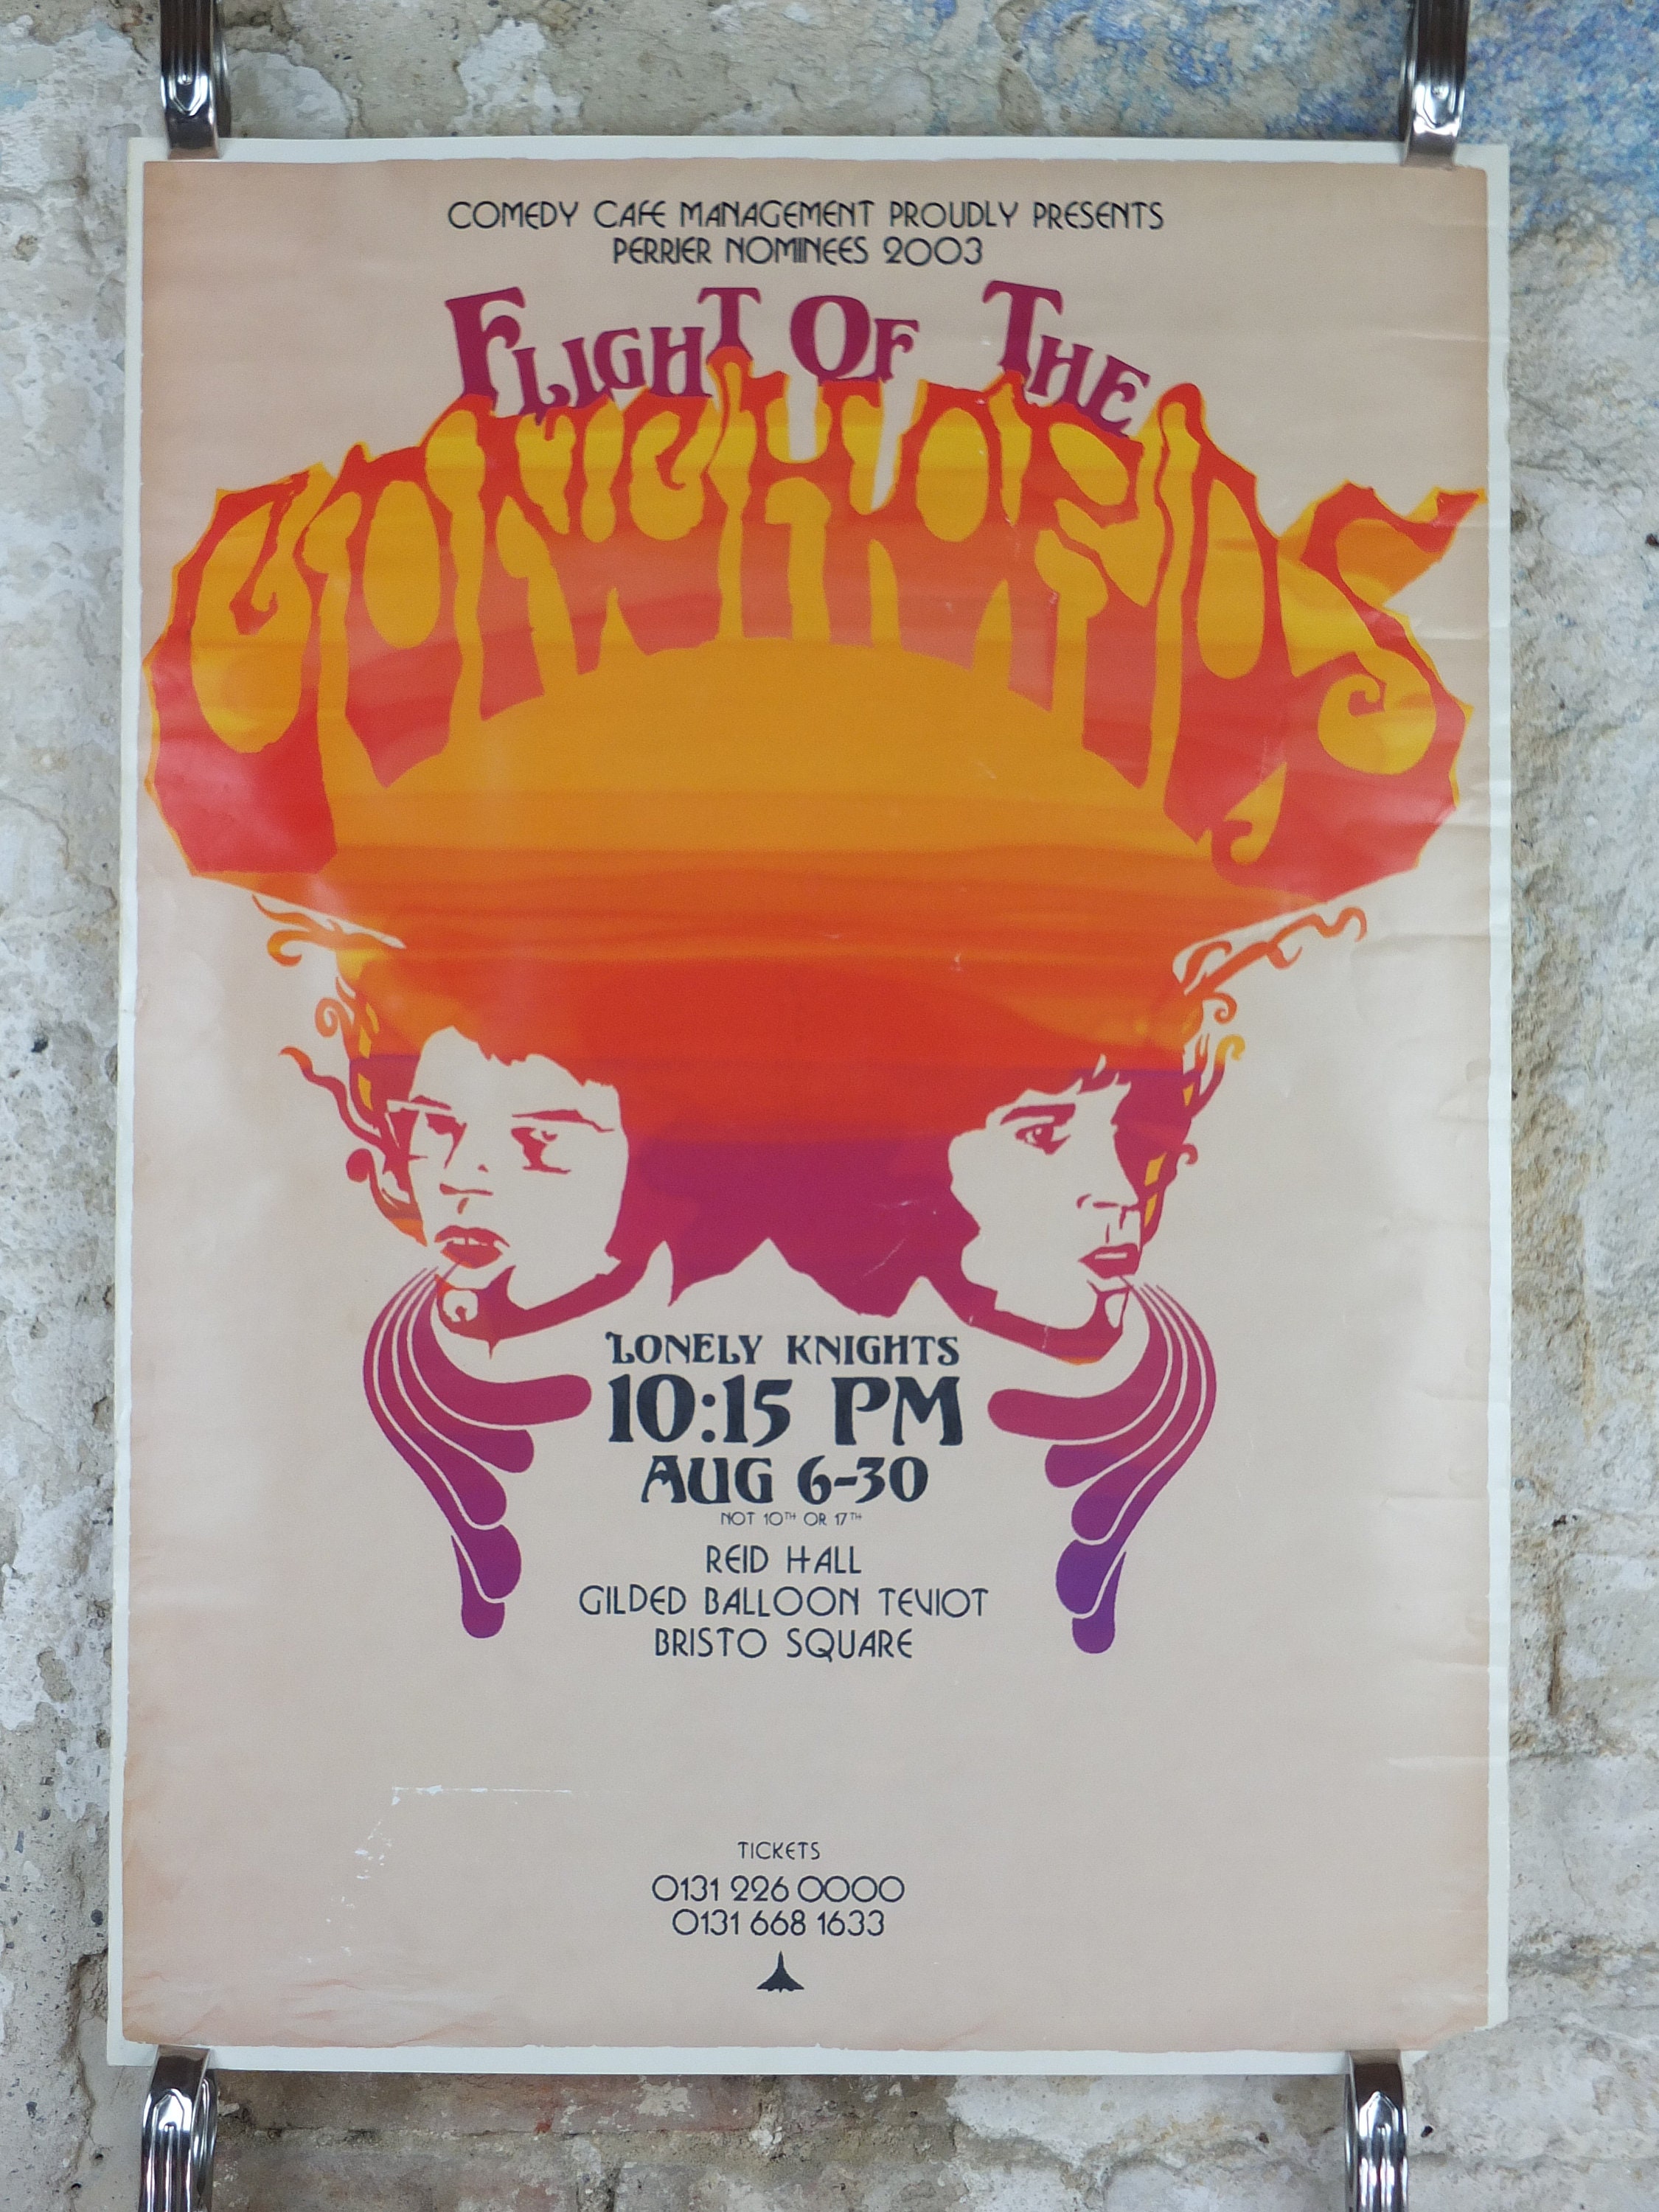 COMEDY CAFE MANAGEMENT PROUDLY PRESENTS
PERRIER NOMINEES 2003
FLIGHT OF THE
CONCHORDS
LONELY KNIGHTS
10:15 PM
AUG 6-30
NOT 10TH OR 17TH
REID HALL
GILDED BALLOON TEVIOT
BRISTO SQUARE
TICKETS
0131 226 0000
0131 668 1633